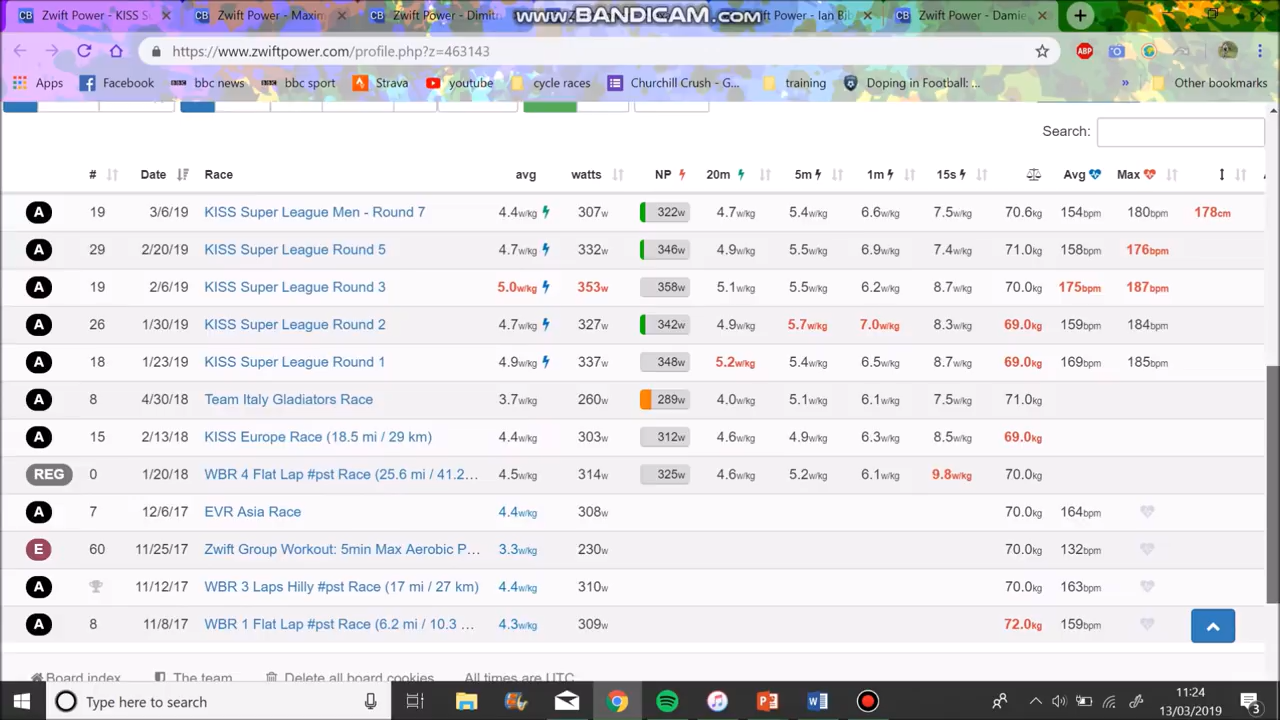 Zwift Power - KISS S
Zwift Power - Maxim
Zwift Power - Dimitr
www.BANDICAM.com
ft Power - Ian Bib
Zwift Power - Damie
https://www.zwiftpower.com/profile.php?z=463143
Apps Facebook bbc news bbc sport Strava youtube cycle races Churchill Crush - G... training Doping in Football:... » Other bookmarks
Search:
# Date Race avg watts NP 20m 5m 1m 15s Avg Max
A 19 3/6/19 KISS Super League Men - Round 7 4.4w/kg 307w 322w 4.7w/kg 5.4w/kg 6.6w/kg 7.5w/kg 70.6kg 154bpm 180bpm 178cm
A 29 2/20/19 KISS Super League Round 5 4.7w/kg 332w 346w 4.9w/kg 5.5w/kg 6.9w/kg 7.4w/kg 71.0kg 158bpm 176bpm
A 19 2/6/19 KISS Super League Round 3 5.0w/kg 353w 358w 5.1w/kg 5.5w/kg 6.2w/kg 8.7w/kg 70.0kg 175bpm 187bpm
A 26 1/30/19 KISS Super League Round 2 4.7w/kg 327w 342w 4.9w/kg 5.7w/kg 7.0w/kg 8.3w/kg 69.0kg 159bpm 184bpm
A 18 1/23/19 KISS Super League Round 1 4.9w/kg 337w 348w 5.2w/kg 5.4w/kg 6.5w/kg 8.7w/kg 69.0kg 169bpm 185bpm
A 8 4/30/18 Team Italy Gladiators Race 3.7w/kg 260w 289w 4.0w/kg 5.1w/kg 6.1w/kg 7.5w/kg 71.0kg
A 15 2/13/18 KISS Europe Race (18.5 mi / 29 km) 4.4w/kg 303w 312w 4.6w/kg 4.9w/kg 6.3w/kg 8.5w/kg 69.0kg
REG 0 1/20/18 WBR 4 Flat Lap #pst Race (25.6 mi / 41.2... 4.5w/kg 314w 325w 4.6w/kg 5.2w/kg 6.1w/kg 9.8w/kg 70.0kg
A 7 12/6/17 EVR Asia Race 4.4w/kg 308w 70.0kg 164bpm
E 60 11/25/17 Zwift Group Workout: 5min Max Aerobic P... 3.3w/kg 230w 70.0kg 132bpm
A 11/12/17 WBR 3 Laps Hilly #pst Race (17 mi / 27 km) 4.4w/kg 310w 70.0kg 163bpm
A 8 11/8/17 WBR 1 Flat Lap #pst Race (6.2 mi / 10.3 ... 4.3w/kg 309w 72.0kg 159bpm
Board index The team Delete all board cookies All times are UTC
Type here to search
11:24
13/03/2019
3